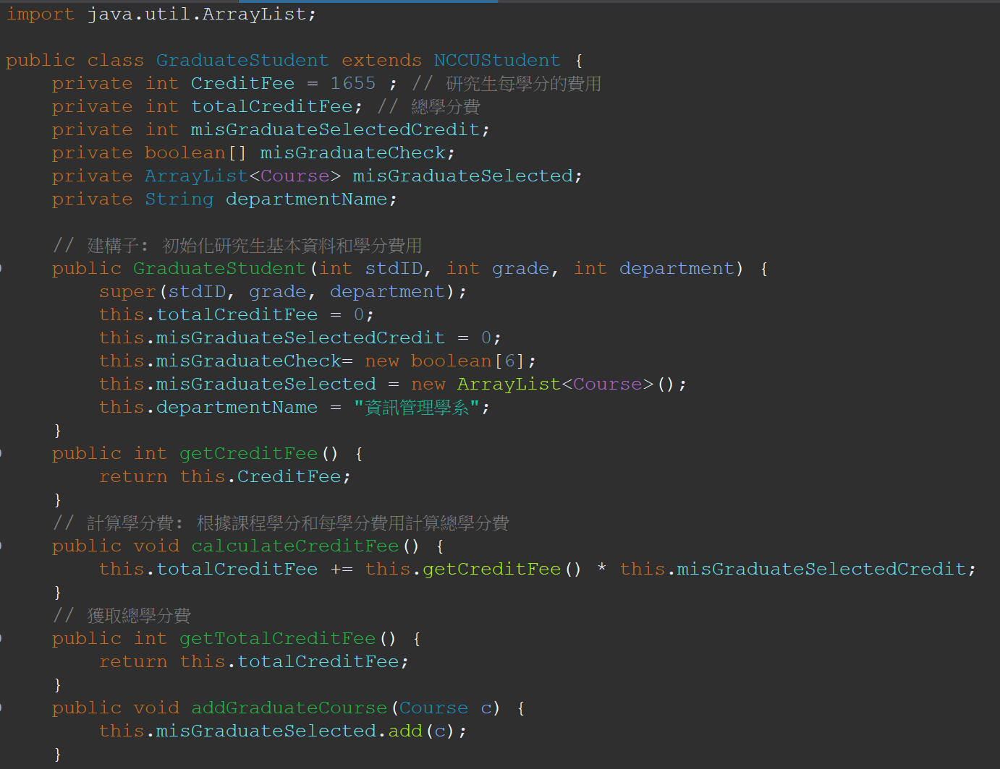 import java.util.ArrayList;
public class GraduateStudent extends NCCUStudent {
private int CreditFee = 1655 ; // 研究生每學分的費用
private int totalCreditFee; // 總學分費
private int misGraduateSelectedCredit;
private boolean[] misGraduateCheck;
private ArrayList<Course> misGraduateSelected;
private String departmentName;
// 建構子: 初始化研究生基本資料和學分費用
public GraduateStudent(int stdID, int grade, int department) {
super(stdID, grade, department);
this.totalCreditFee = 0;
this.misGraduateSelectedCredit = 0;
this.misGraduateCheck= new boolean[6];
this.misGraduateSelected = new ArrayList<Course>();
this.departmentName = "資訊管理學系";
}
public int getCreditFee() {
return this.CreditFee;
}
// 計算學分費: 根據課程學分和每學分費用計算總學分費
public void calculateCreditFee() {
this.totalCreditFee += this.getCreditFee() * this.misGraduateSelectedCredit;
}
// 獲取總學分費
public int getTotalCreditFee() {
return this.totalCreditFee;
}
public void addGraduateCourse(Course c) {
this.misGraduateSelected.add(c);
}